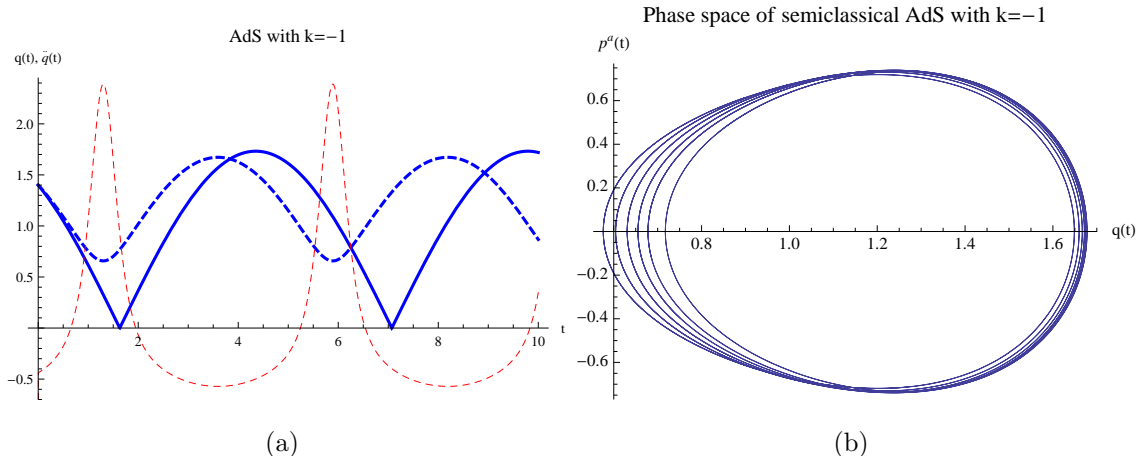 AdS with k=−1
q(t), q̈(t)
2.0
1.5
1.0
0.5
−0.5
2
4
6
8
10
t
(a)
Phase space of semiclassical AdS with k=−1
pᵃ(t)
0.6
0.4
0.2
−0.2
−0.4
−0.6
0.8
1.0
1.2
1.4
1.6
q(t)
(b)